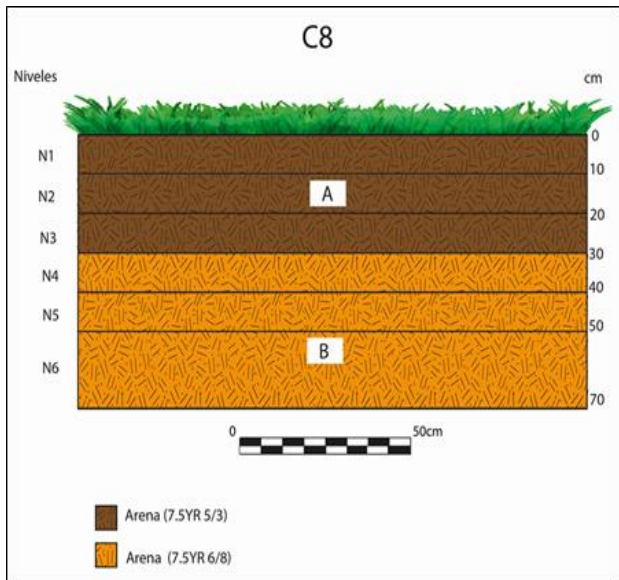 C8
Niveles
cm
0
N1
10
N2
A
20
N3
30
N4
40
N5
50
B
N6
70
0
50cm
Arena (7.5YR 5/3)
Arena (7.5YR 6/8)